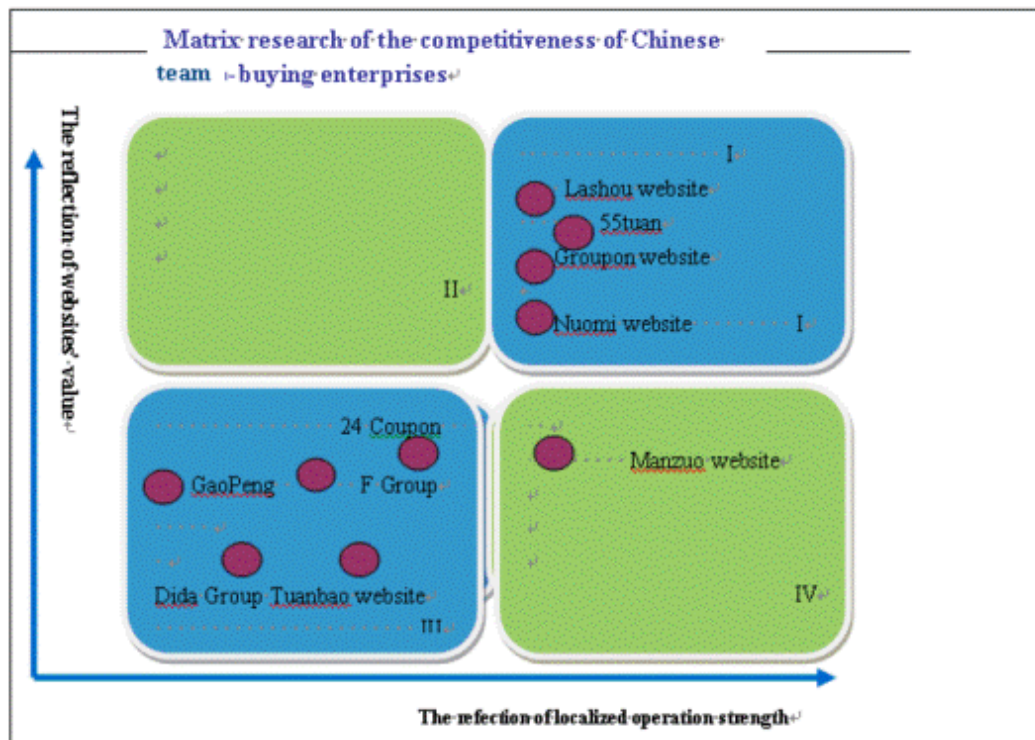 Matrix research of the competitiveness of Chinese
team -buying enterprises
The reflection of websites' value
I
Lashou website
55tuan
Groupon website
II
Nuomi website I
24 Coupon
Manzuo website
GaoPeng F Group
Dida Group Tuanbao website
IV
III
The refection of localized operation strength